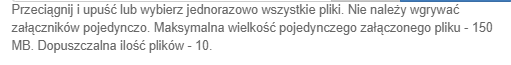 Przeciągnij i upuść lub wybierz jednorazowo wszystkie pliki. Nie należy wgrywać
załączników pojedynczo. Maksymalna wielkość pojedynczego załączonego pliku - 150
MB. Dopuszczalna ilość plików - 10.